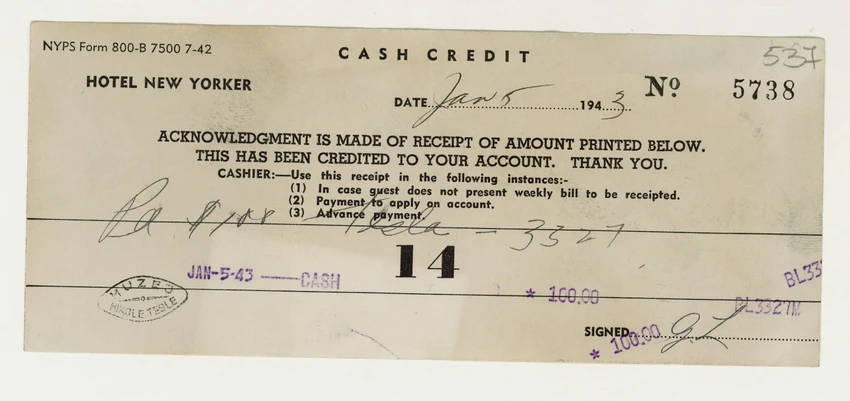 NYPS Form 800-B 7500 7-42
CASH CREDIT
537
HOTEL NEW YORKER
DATE Jan 5 1943
No 5738
ACKNOWLEDGMENT IS MADE OF RECEIPT OF AMOUNT PRINTED BELOW.
THIS HAS BEEN CREDITED TO YOUR ACCOUNT. THANK YOU.
CASHIER:—Use this receipt in the following instances:-
(1) In case guest does not present weekly bill to be receipted.
(2) Payment to apply on account.
(3) Advance payment.
Pd $100 Tesla - 3327
14
JAN-5-43 —— CASH
* 100.00
BL33
BL3327M
MUZEJ
NIKOLE TESLE
SIGNED
* 100.00